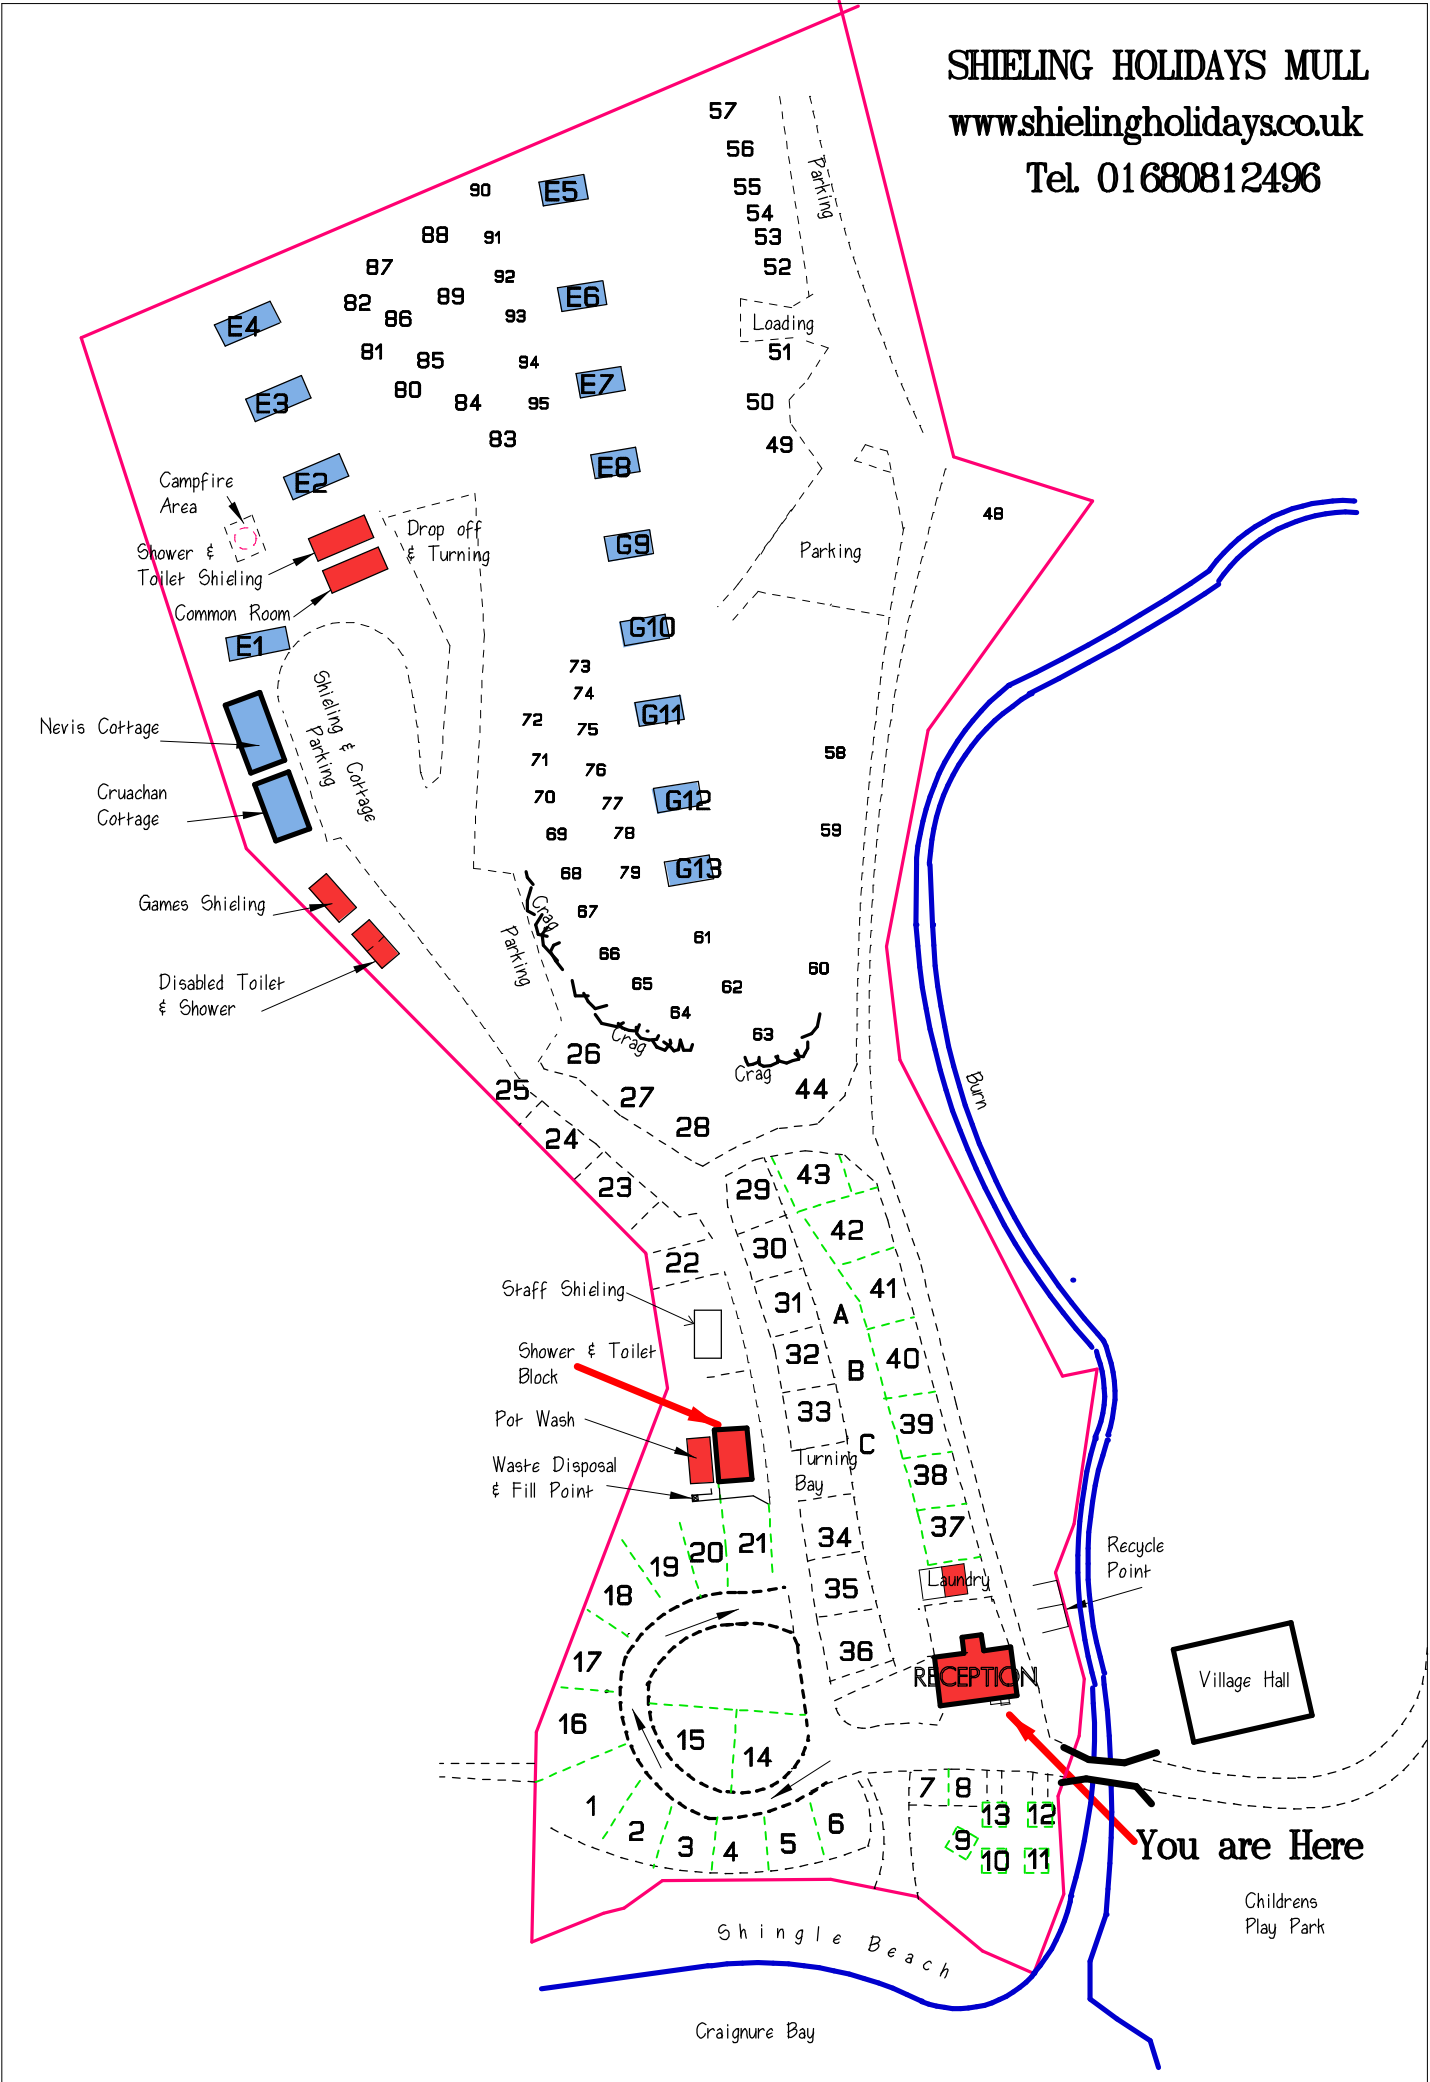 SHIELING HOLIDAYS MULL
www.shielingholidays.co.uk
Tel. 01680812496
57
56
55
54
53
52
Parking
Loading
51
50
49
90
E5
88
91
87
92
82
89
86
93
E6
E4
81
85
94
80
84
95
E7
83
E3
E8
E2
Campfire
Area
Shower &
Toilet Shieling
Common Room
Drop off
& Turning
G9
Parking
48
G10
E1
Shieling & Cottage
Parking
Nevis Cottage
Cruachan
Cottage
73
74
72
75
G11
71
76
70
77
G12
69
78
68
79
G13
58
59
67
66
61
65
62
60
64
63
Crag
Crag
Crag
Parking
Games Shieling
Disabled Toilet
& Shower
Burn
26
27
28
44
25
24
23
22
29
43
30
42
31
41
A
32
40
B
33
39
C
Turning
Bay
38
34
37
35
36
Staff Shieling
Shower & Toilet
Block
Pot Wash
Waste Disposal
& Fill Point
21
20
19
18
17
16
15
14
1
2
3
4
5
6
7
8
13
12
9
10
11
Laundry
RECEPTION
Recycle
Point
Village Hall
You are Here
Childrens
Play Park
Shingle Beach
Craignure Bay